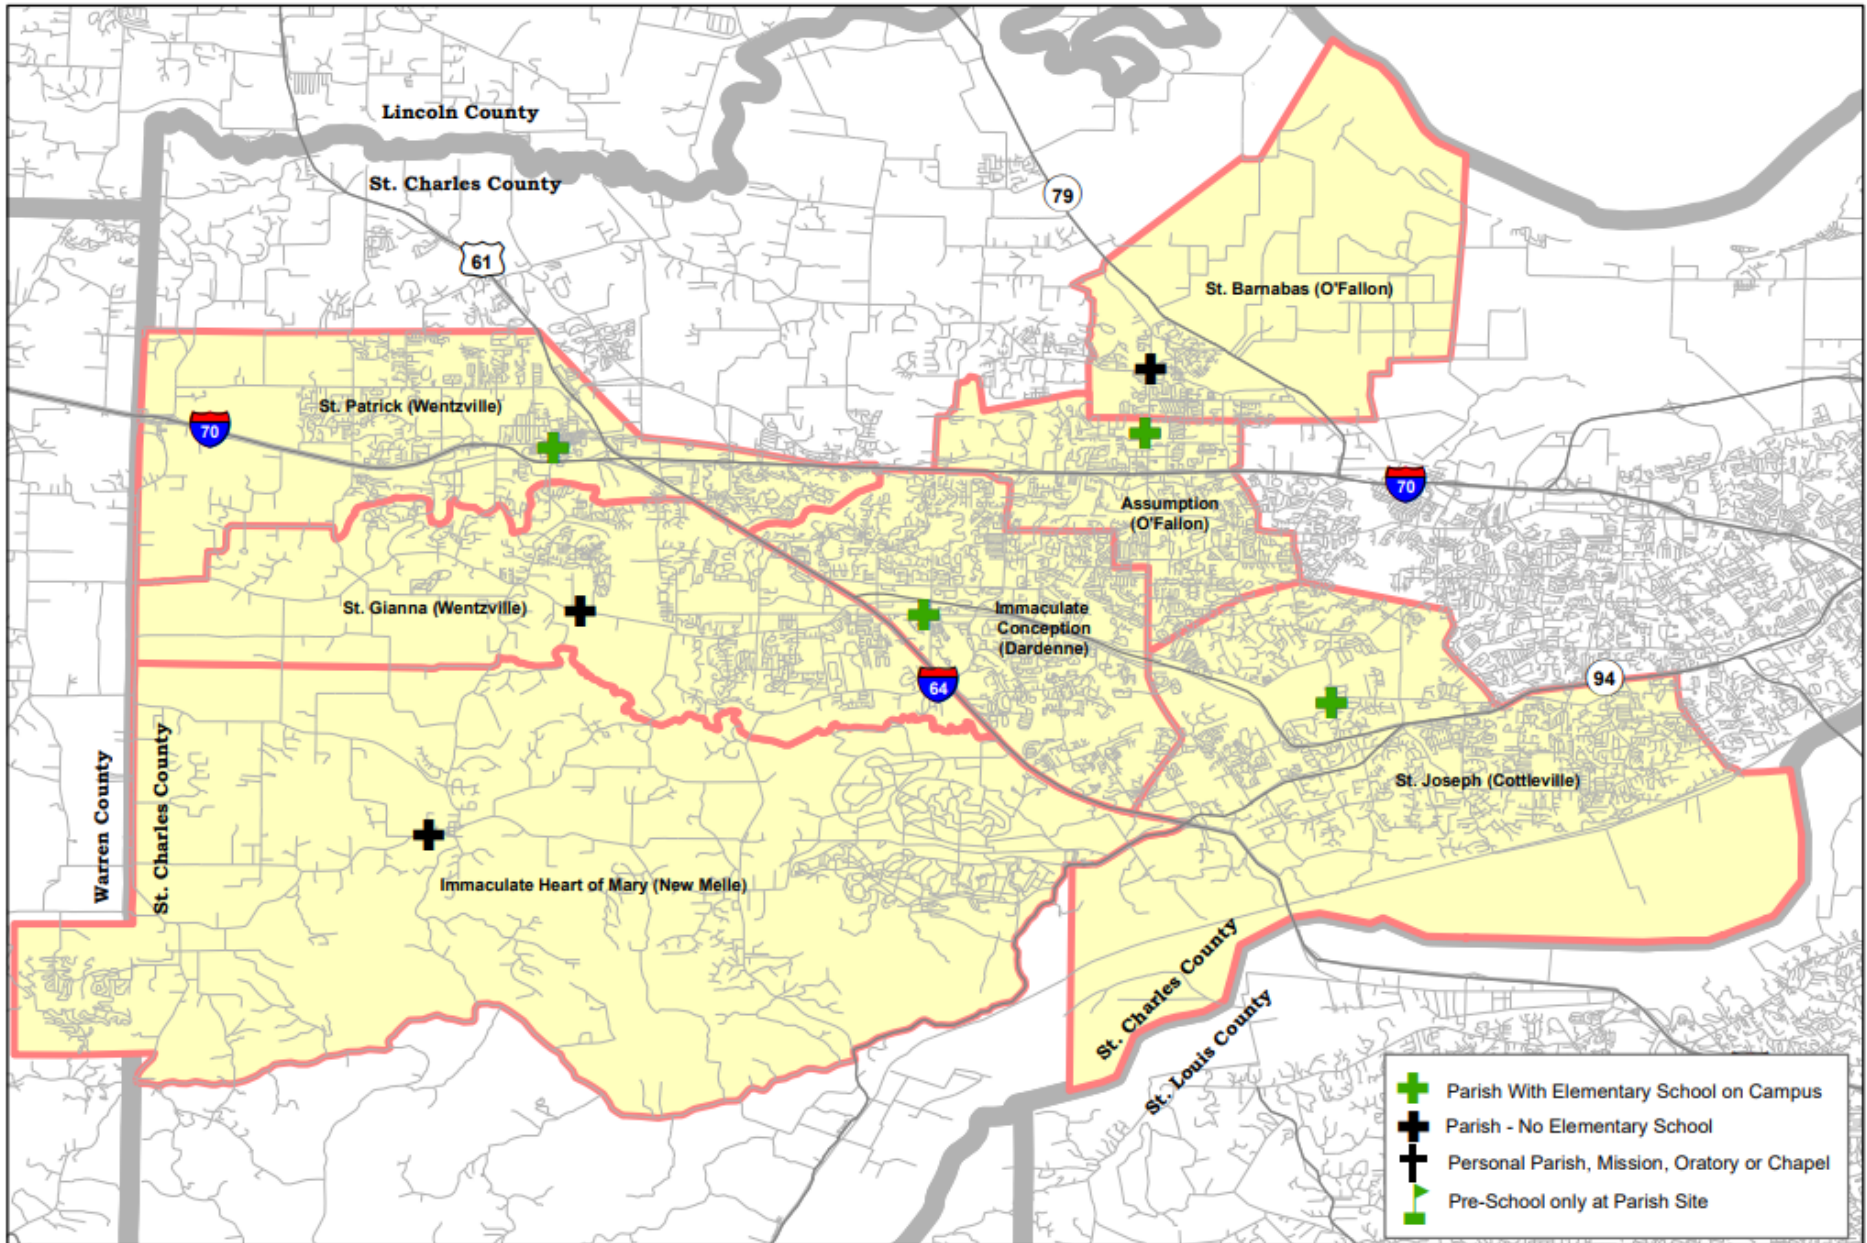 Lincoln County
St. Charles County
79
61
St. Barnabas (O'Fallon)
St. Patrick (Wentzville)
70
70
Assumption
(O'Fallon)
St. Gianna (Wentzville)
Immaculate
Conception
(Dardenne)
64
94
St. Joseph (Cottleville)
Warren County
St. Charles County
Immaculate Heart of Mary (New Melle)
St. Charles County
St. Louis County
Parish With Elementary School on Campus
Parish - No Elementary School
Personal Parish, Mission, Oratory or Chapel
Pre-School only at Parish Site